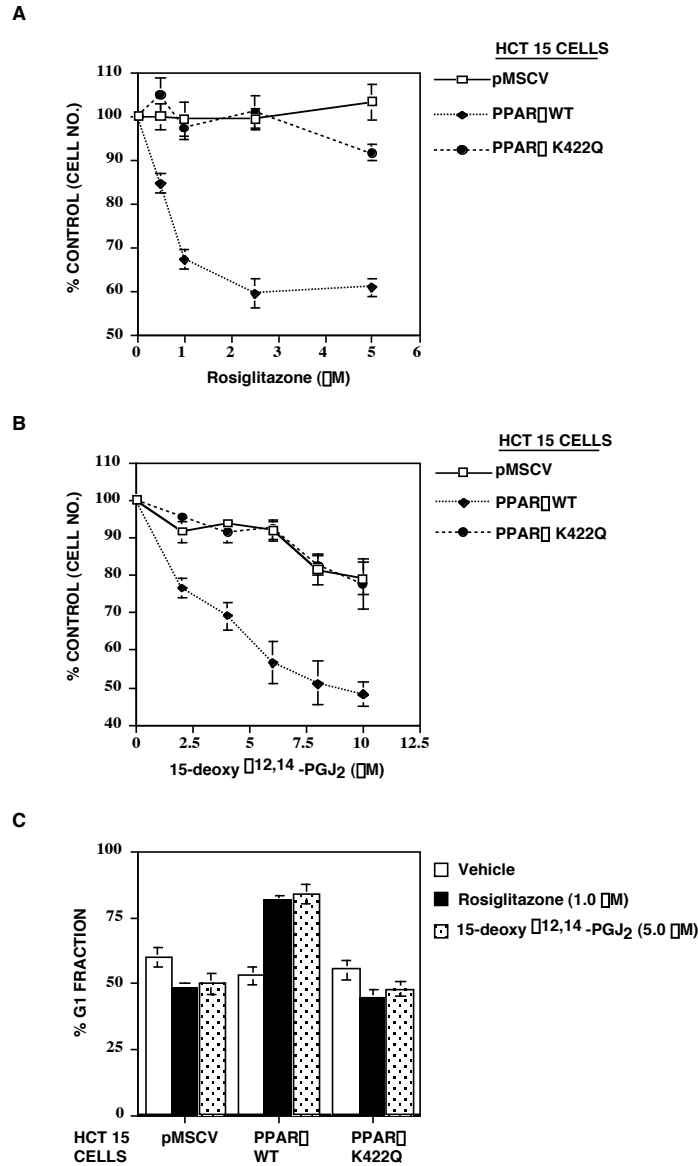 A
HCT 15 CELLS
pMSCV
PPAR▯ WT
PPAR▯ K422Q
110
100
90
80
70
60
50
% CONTROL (CELL NO.)
0 1 2 3 4 5 6
Rosiglitazone (▯M)
B
HCT 15 CELLS
pMSCV
PPAR▯ WT
PPAR▯ K422Q
110
100
90
80
70
60
50
40
% CONTROL (CELL NO.)
0 2.5 5 7.5 10 12.5
15-deoxy ▯12,14 -PGJ2 (▯M)
C
Vehicle
Rosiglitazone (1.0 ▯M)
15-deoxy ▯12,14 -PGJ2 (5.0 ▯M)
100
75
50
25
0
% G1 FRACTION
HCT 15 CELLS
pMSCV
PPAR▯ WT
PPAR▯ K422Q